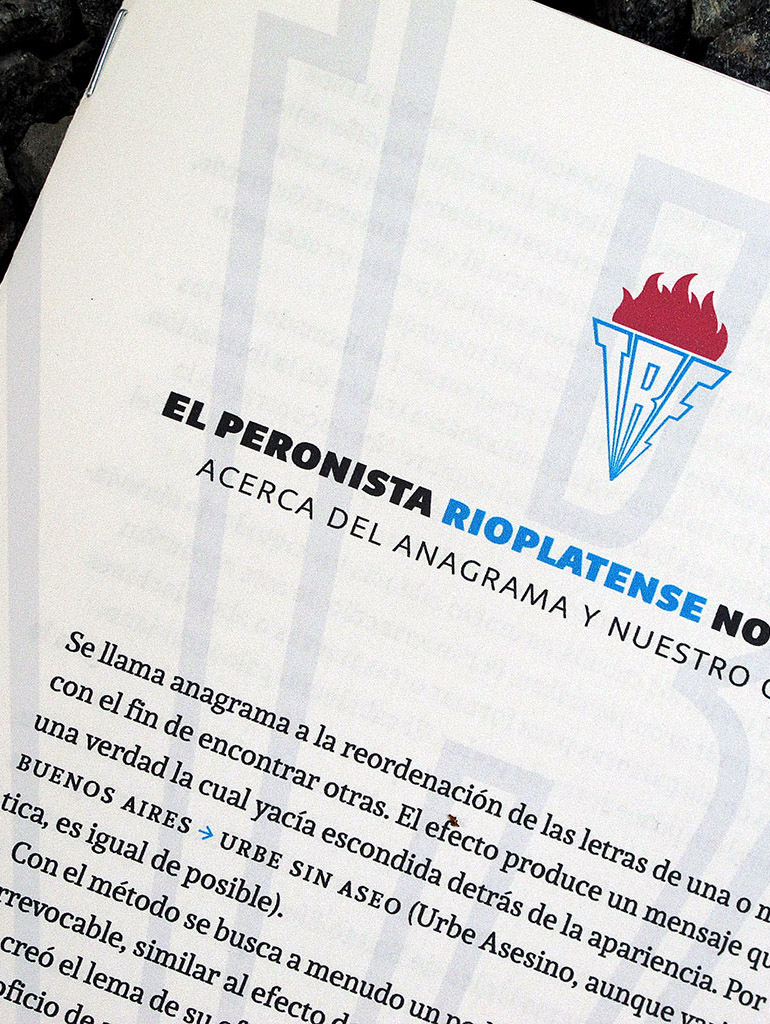 TRF
EL PERONISTA RIOPLATENSE NO
ACERCA DEL ANAGRAMA Y NUESTRO
Se llama anagrama a la reordenación de las letras de una o
con el fin de encontrar otras. El efecto produce un mensaje
una verdad la cual yacía escondida detrás de la apariencia. Por
BUENOS AIRES → URBE SIN ASEO (Urbe Asesino, aunque
tica, es igual de posible).
Con el método se busca a menudo un
rrevocable, similar al efecto
creó el lema de su
oficio de